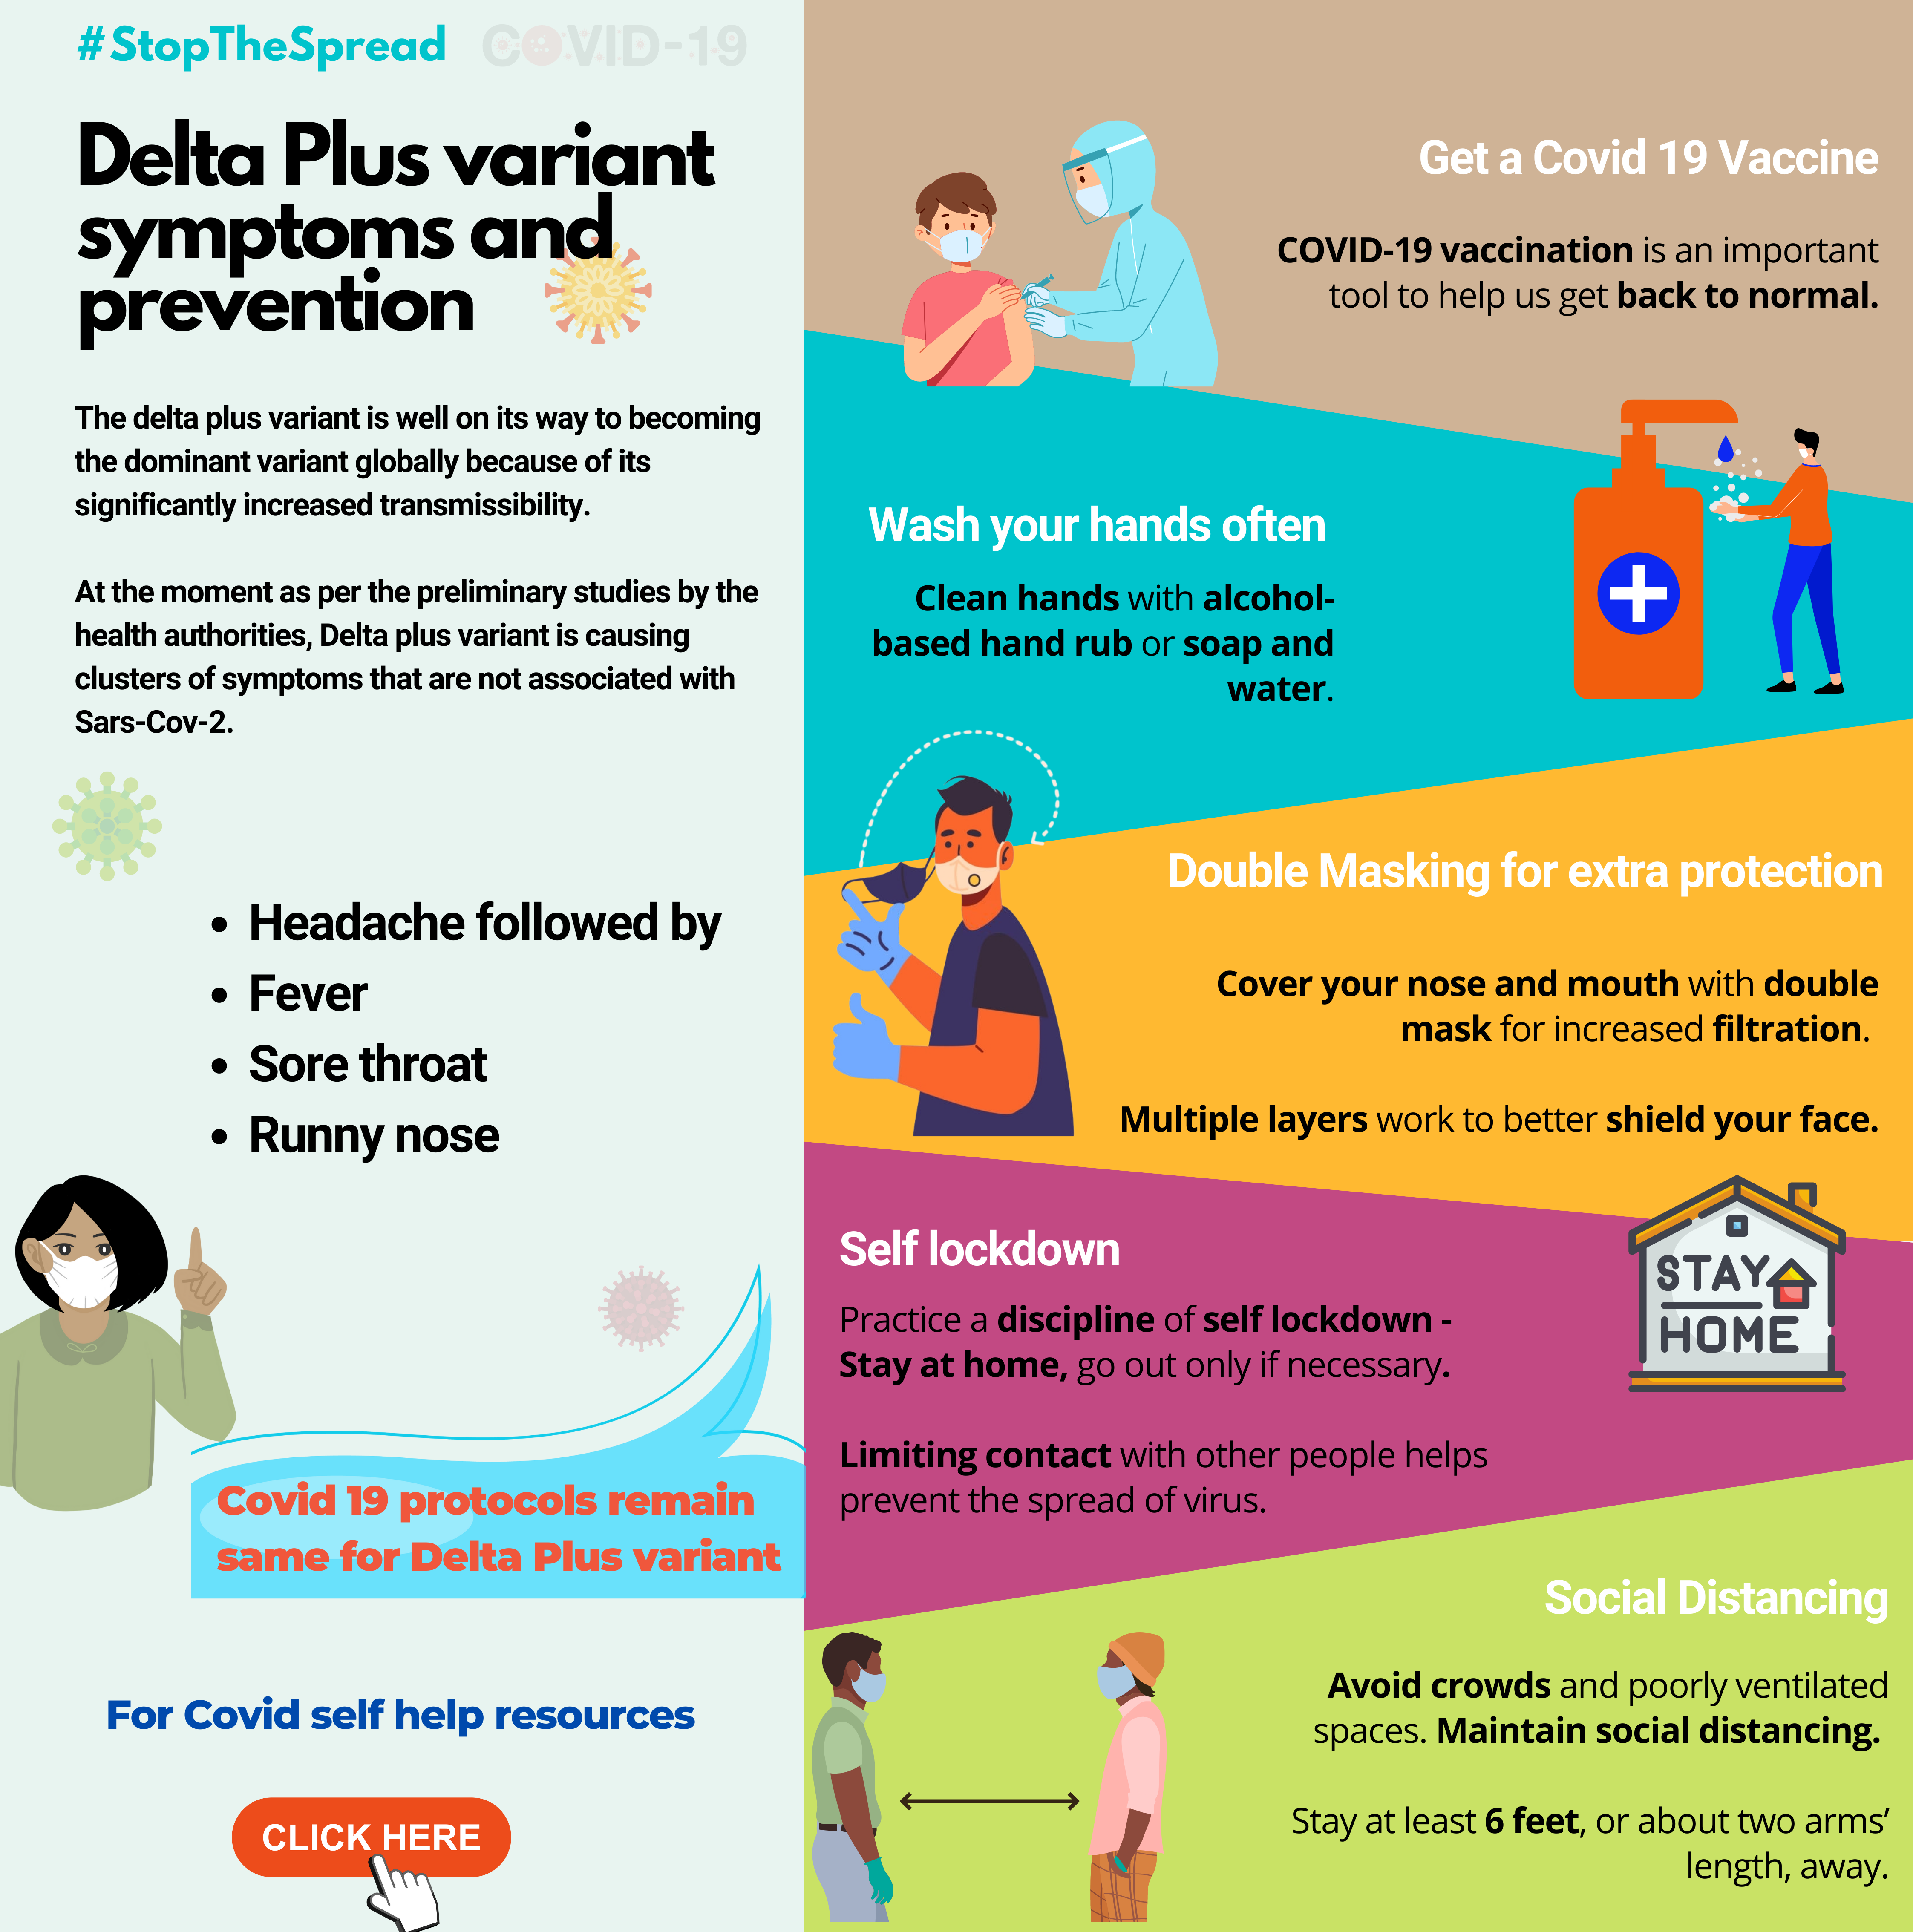 #StopTheSpread COVID-19
Delta Plus variant
symptoms and
prevention
The delta plus variant is well on its way to becoming
the dominant variant globally because of its
significantly increased transmissibility.
At the moment as per the preliminary studies by the
health authorities, Delta plus variant is causing
clusters of symptoms that are not associated with
Sars-Cov-2.
• Headache followed by
• Fever
• Sore throat
• Runny nose
Covid 19 protocols remain
same for Delta Plus variant
For Covid self help resources
CLICK HERE
Get a Covid 19 Vaccine
COVID-19 vaccination is an important
tool to help us get back to normal.
Wash your hands often
Clean hands with alcohol-
based hand rub or soap and
water.
Double Masking for extra protection
Cover your nose and mouth with double
mask for increased filtration.
Multiple layers work to better shield your face.
Self lockdown
Practice a discipline of self lockdown -
Stay at home, go out only if necessary.
Limiting contact with other people helps
prevent the spread of virus.
STAY
HOME
Social Distancing
Avoid crowds and poorly ventilated
spaces. Maintain social distancing.
Stay at least 6 feet, or about two arms’
length, away.